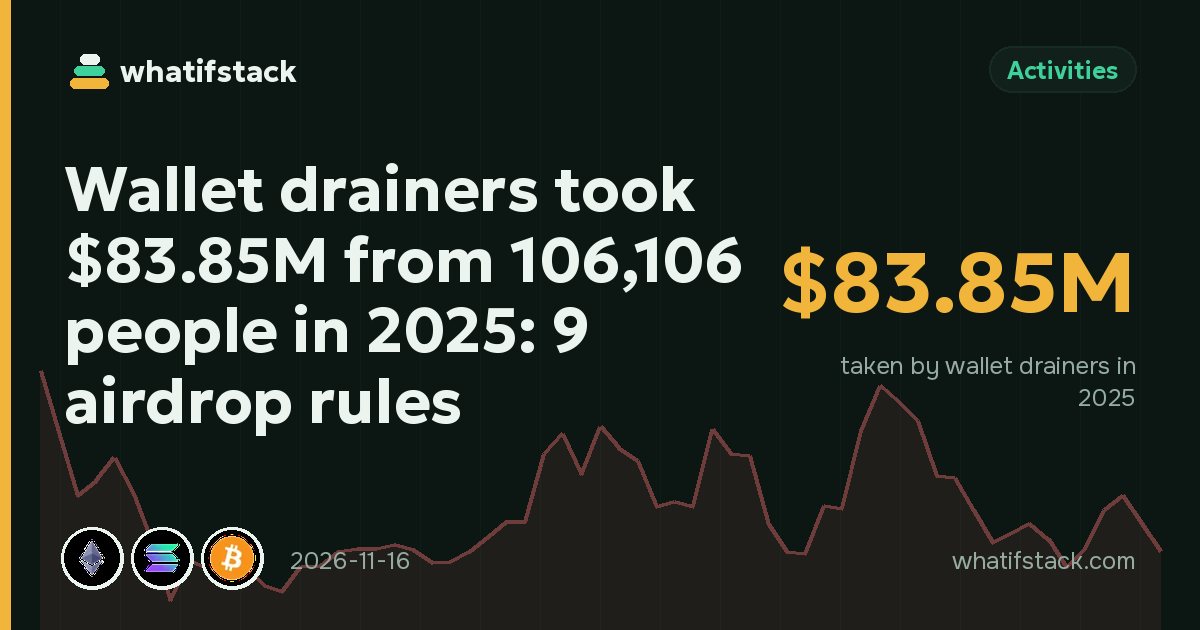 whatifstack
Activities
Wallet drainers took
$83.85M from 106,106
people in 2025: 9
airdrop rules
$83.85M
taken by wallet drainers in
2025
2026-11-16
whatifstack.com